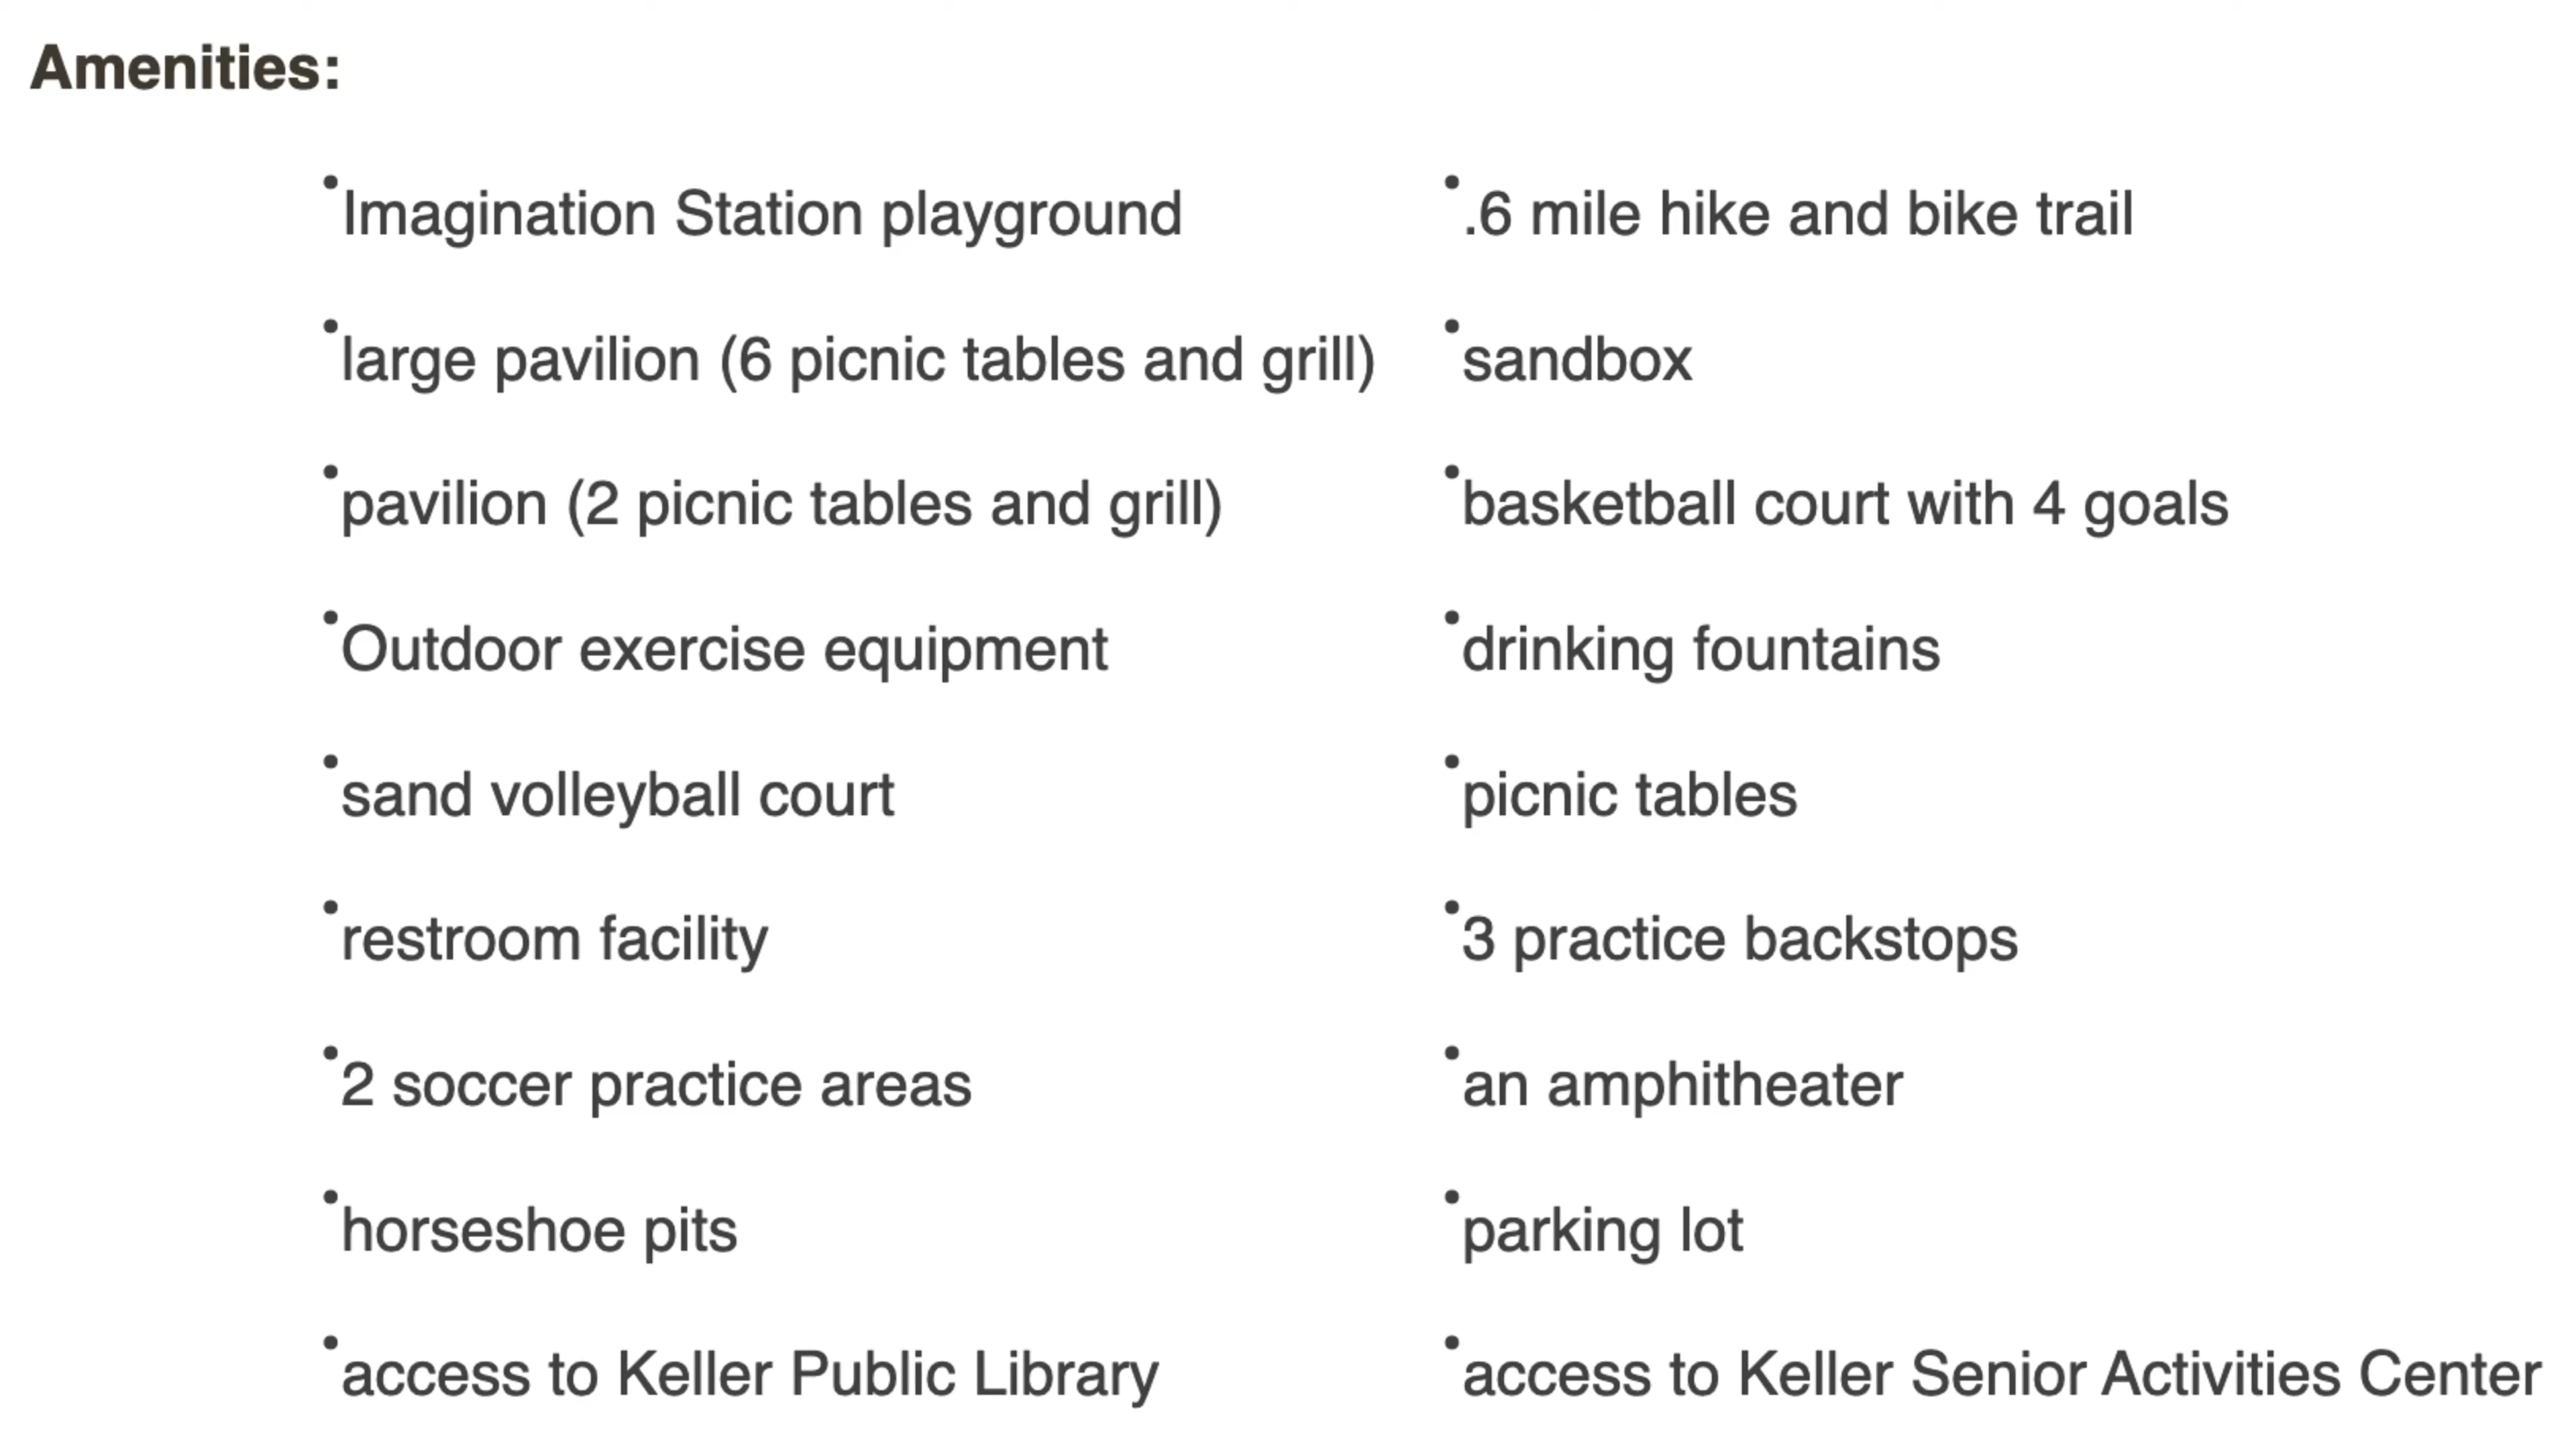 Amenities:
•Imagination Station playground
•large pavilion (6 picnic tables and grill)
•pavilion (2 picnic tables and grill)
•Outdoor exercise equipment
•sand volleyball court
•restroom facility
•2 soccer practice areas
•horseshoe pits
•access to Keller Public Library
•.6 mile hike and bike trail
•sandbox
•basketball court with 4 goals
•drinking fountains
•picnic tables
•3 practice backstops
•an amphitheater
•parking lot
•access to Keller Senior Activities Center